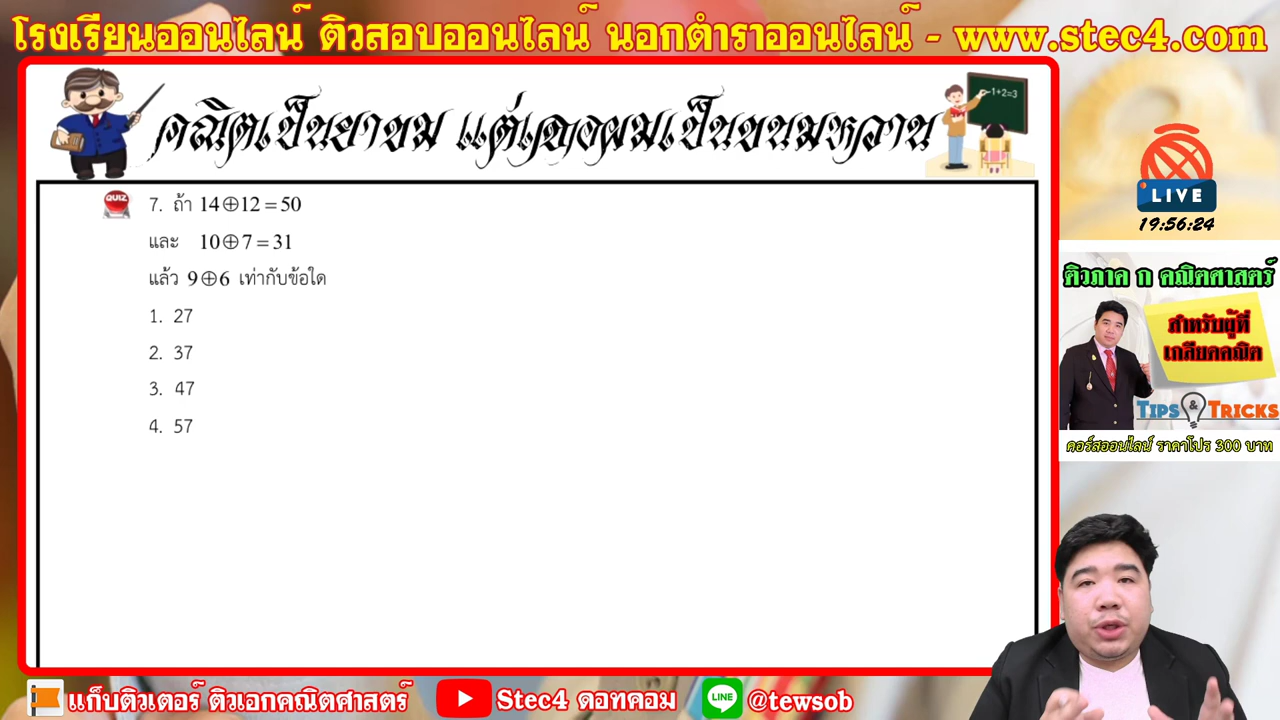 โรงเรียนออนไลน์ ติวสอบออนไลน์ นอกตำราออนไลน์ - www.stec4.com
คณิตเป็นยาขม แต่เจอผมเป็นขนมหวาน
1+2=3
QUIZ
7. ถ้า 14⊕12=50
และ 10⊕7=31
แล้ว 9⊕6 เท่ากับข้อใด
1. 27
2. 37
3. 47
4. 57
LIVE
19:56:24
ติวภาค ก คณิตศาสตร์
สำหรับผู้ที่
เกลียดคณิต
TIPS & TRICKS
คอร์สออนไลน์ ราคาโปร 300 บาท
แก๊บติวเตอร์ ติวเอกคณิตศาสตร์
Stec4 ดอทคอม
LINE
@tewsob